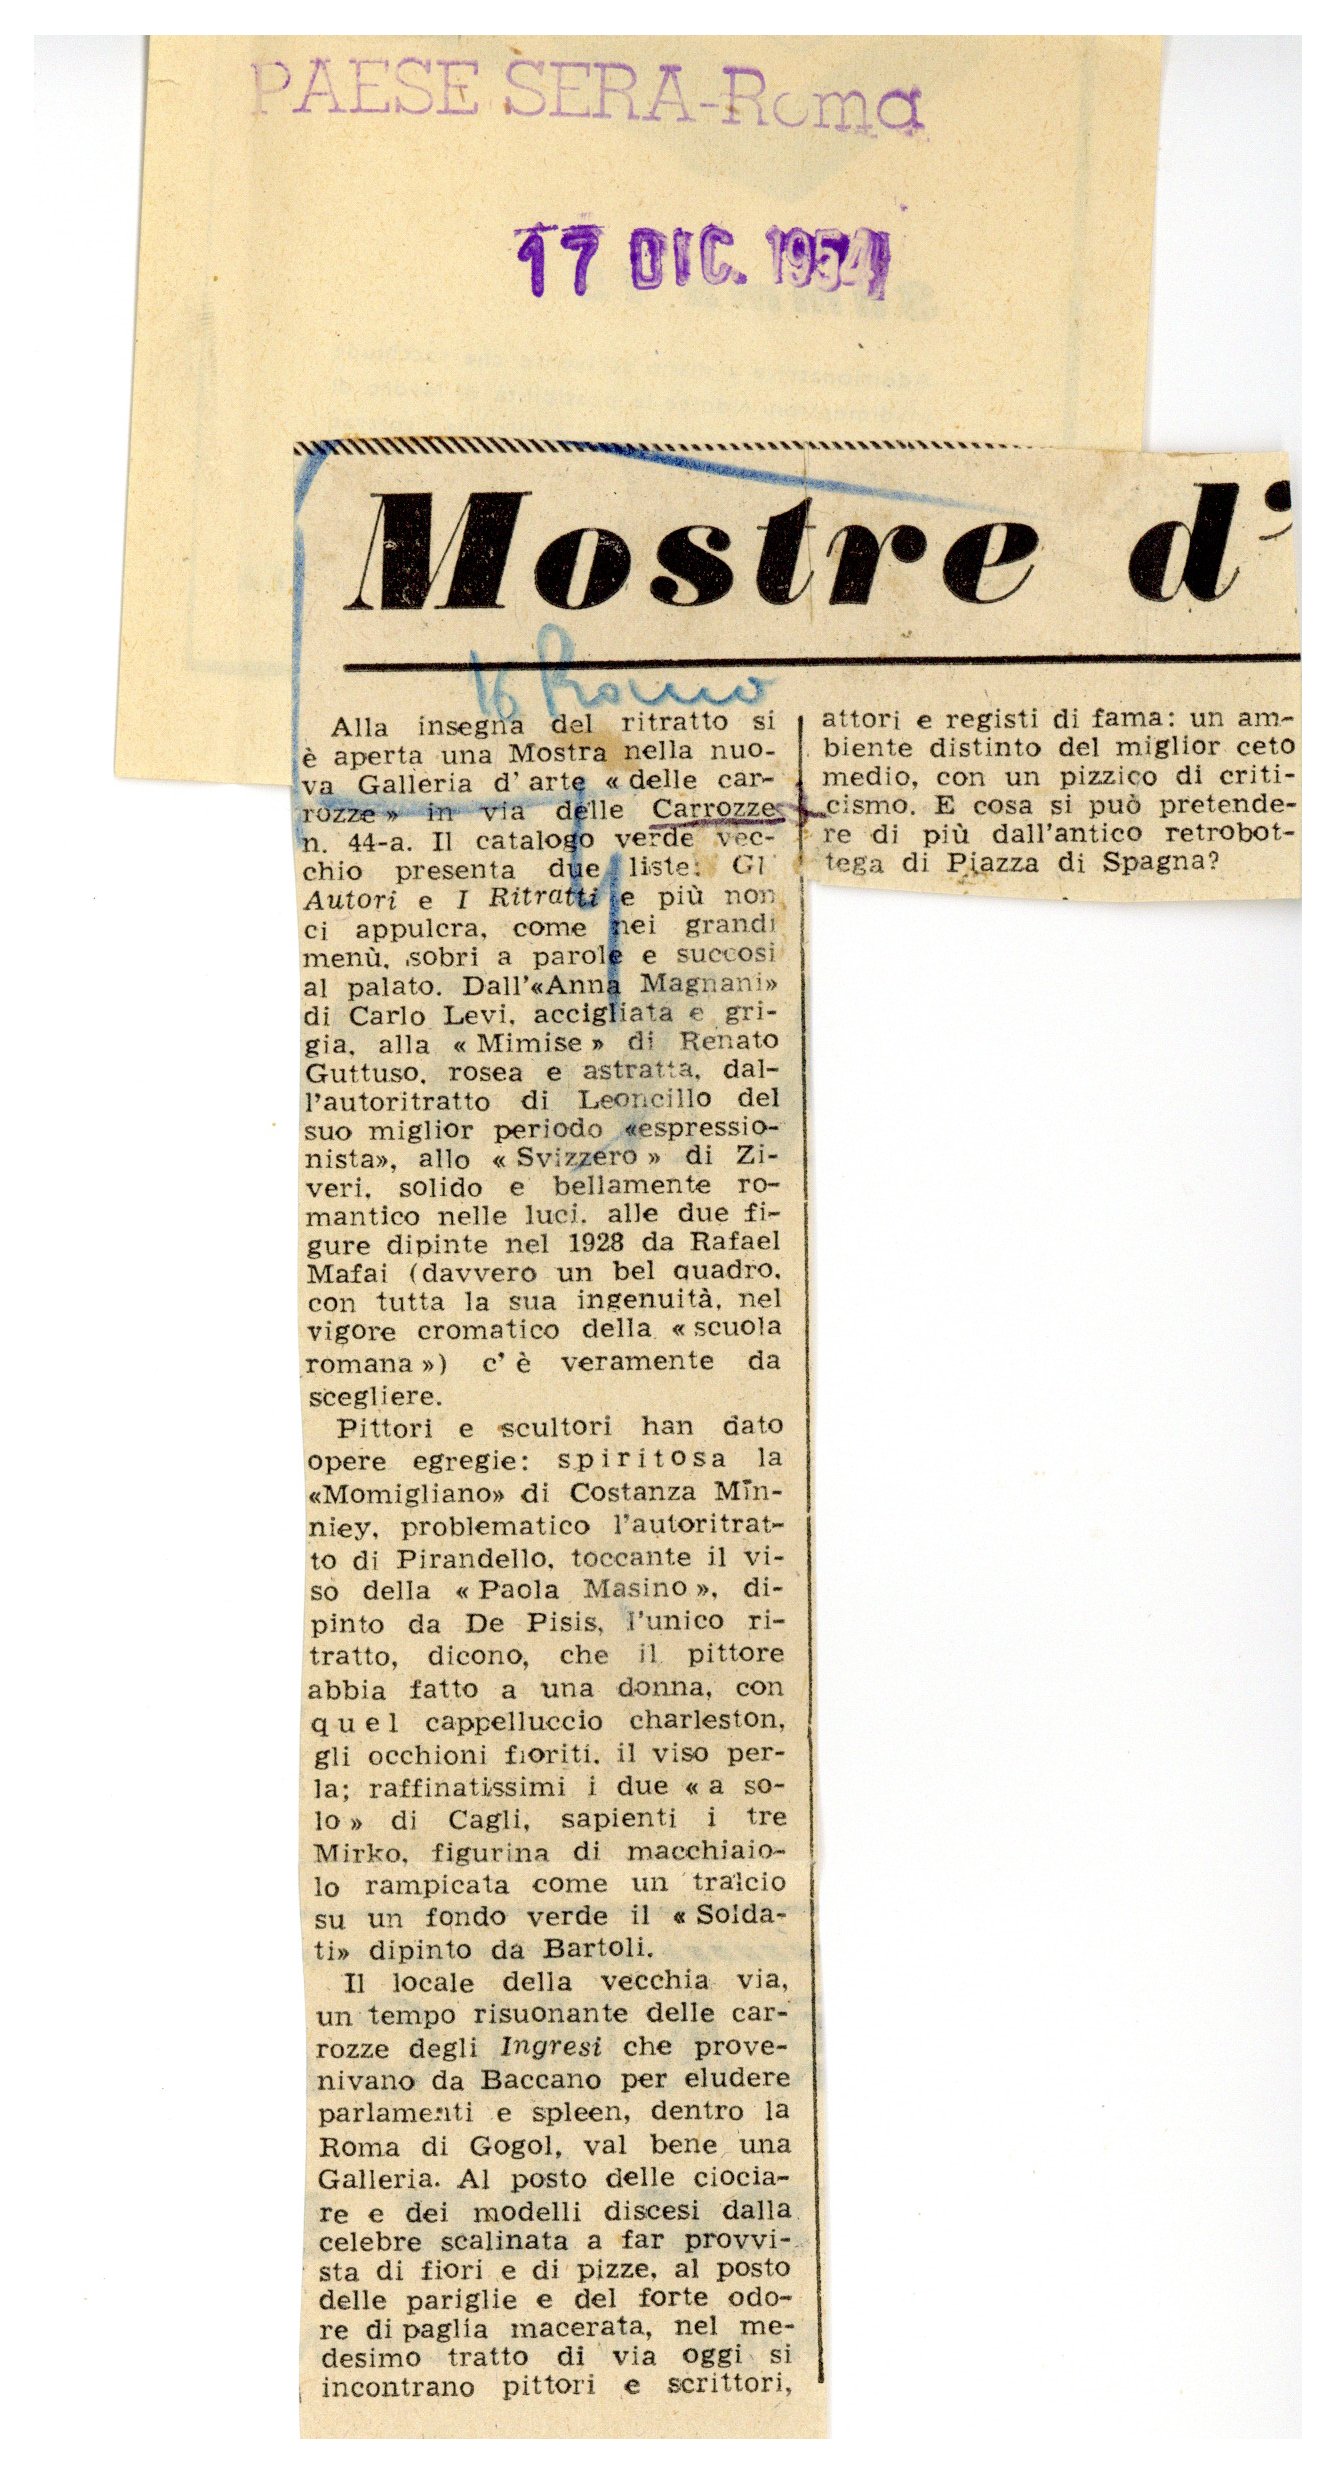 PAESE SERA-Roma
17 DIC. 1954
Mostre d'
16 Roma
Alla insegna del ritratto si
è aperta una Mostra nella nuo-
va Galleria d'arte « delle car-
rozze » in via delle Carrozze
n. 44-a. Il catalogo verde vec-
chio presenta due liste: Gl'
Autori e I Ritratti e più non
ci appulcra, come nei grandi
menù, sobri a parole e succosi
al palato. Dall'«Anna Magnani»
di Carlo Levi, accigliata e gri-
gia, alla « Mimise » di Renato
Guttuso, rosea e astratta, dal-
l'autoritratto di Leoncillo del
suo miglior periodo «espressio-
nista», allo « Svizzero » di Zi-
veri, solido e bellamente ro-
mantico nelle luci, alle due fi-
gure dipinte nel 1928 da Rafael
Mafai (davvero un bel quadro,
con tutta la sua ingenuità, nel
vigore cromatico della « scuola
romana ») c'è veramente da
scegliere.
Pittori e scultori han dato
opere egregie: spiritosa la
«Momigliano» di Costanza Min-
niey, problematico l'autoritrat-
to di Pirandello, toccante il vi-
so della « Paola Masino », di-
pinto da De Pisis, l'unico ri-
tratto, dicono, che il pittore
abbia fatto a una donna, con
quel cappelluccio charleston,
gli occhioni fioriti, il viso per-
la; raffinatissimi i due « a so-
lo » di Cagli, sapienti i tre
Mirko, figurina di macchiaio-
lo rampicata come un tralcio
su un fondo verde il « Solda-
ti» dipinto da Bartoli.
Il locale della vecchia via,
un tempo risuonante delle car-
rozze degli Ingresi che prove-
nivano da Baccano per eludere
parlamenti e spleen, dentro la
Roma di Gogol, val bene una
Galleria. Al posto delle ciocia-
re e dei modelli discesi dalla
celebre scalinata a far provvi-
sta di fiori e di pizze, al posto
delle pariglie e del forte odo-
re di paglia macerata, nel me-
desimo tratto di via oggi si
incontrano pittori e scrittori,
attori e registi di fama: un am-
biente distinto del miglior ceto
medio, con un pizzico di criti-
cismo. E cosa si può pretende-
re di più dall'antico retrobot-
tega di Piazza di Spagna?